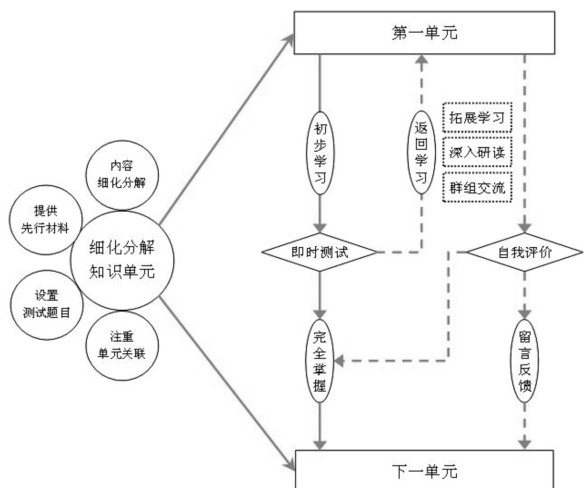 第一单元
初步学习
返回学习
拓展学习
深入研读
群组交流
内容
细化分解
提供
先行材料
细化分解
知识单元
设置
测试题目
注重
单元关联
即时测试
自我评价
完全掌握
留言反馈
下一单元